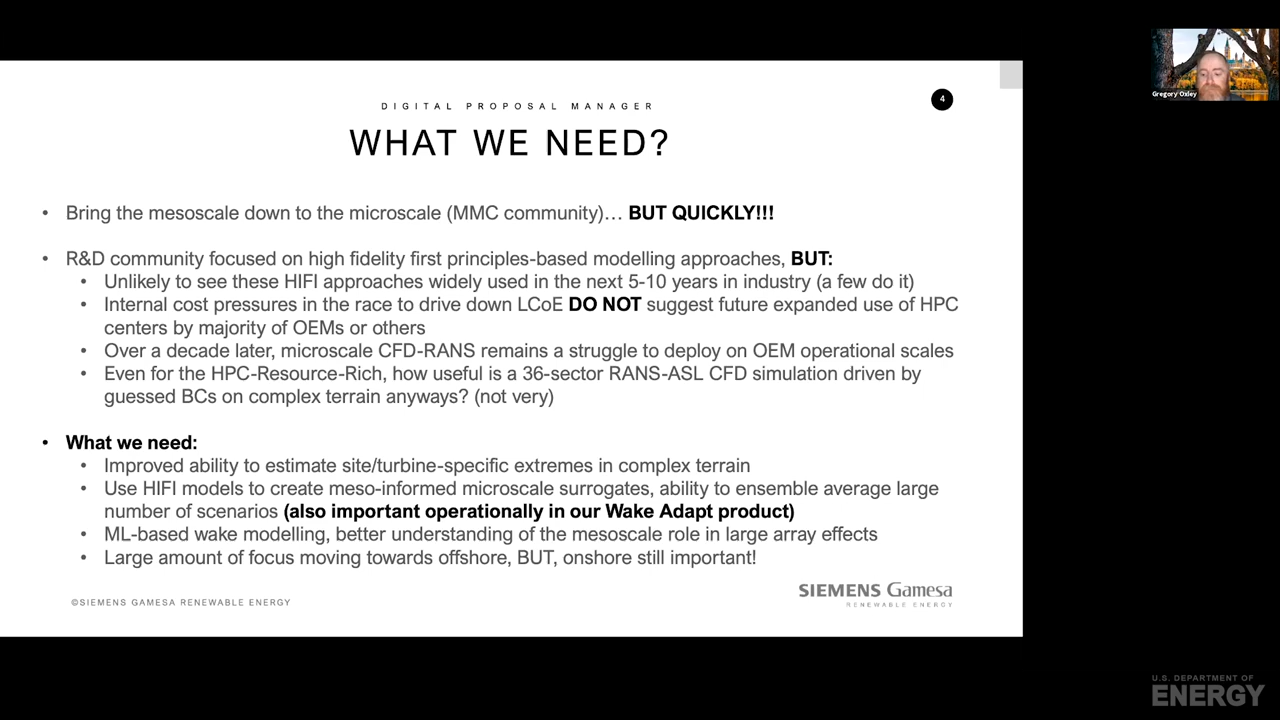 Gregory Oxley
DIGITAL PROPOSAL MANAGER
4
WHAT WE NEED?
• Bring the mesoscale down to the microscale (MMC community)… BUT QUICKLY!!!
• R&D community focused on high fidelity first principles-based modelling approaches, BUT:
• Unlikely to see these HIFI approaches widely used in the next 5-10 years in industry (a few do it)
• Internal cost pressures in the race to drive down LCoE DO NOT suggest future expanded use of HPC
centers by majority of OEMs or others
• Over a decade later, microscale CFD-RANS remains a struggle to deploy on OEM operational scales
• Even for the HPC-Resource-Rich, how useful is a 36-sector RANS-ASL CFD simulation driven by
guessed BCs on complex terrain anyways? (not very)
• What we need:
• Improved ability to estimate site/turbine-specific extremes in complex terrain
• Use HIFI models to create meso-informed microscale surrogates, ability to ensemble average large
number of scenarios (also important operationally in our Wake Adapt product)
• ML-based wake modelling, better understanding of the mesoscale role in large array effects
• Large amount of focus moving towards offshore, BUT, onshore still important!
©SIEMENS GAMESA RENEWABLE ENERGY
SIEMENS Gamesa
RENEWABLE ENERGY
U.S. DEPARTMENT OF
ENERGY